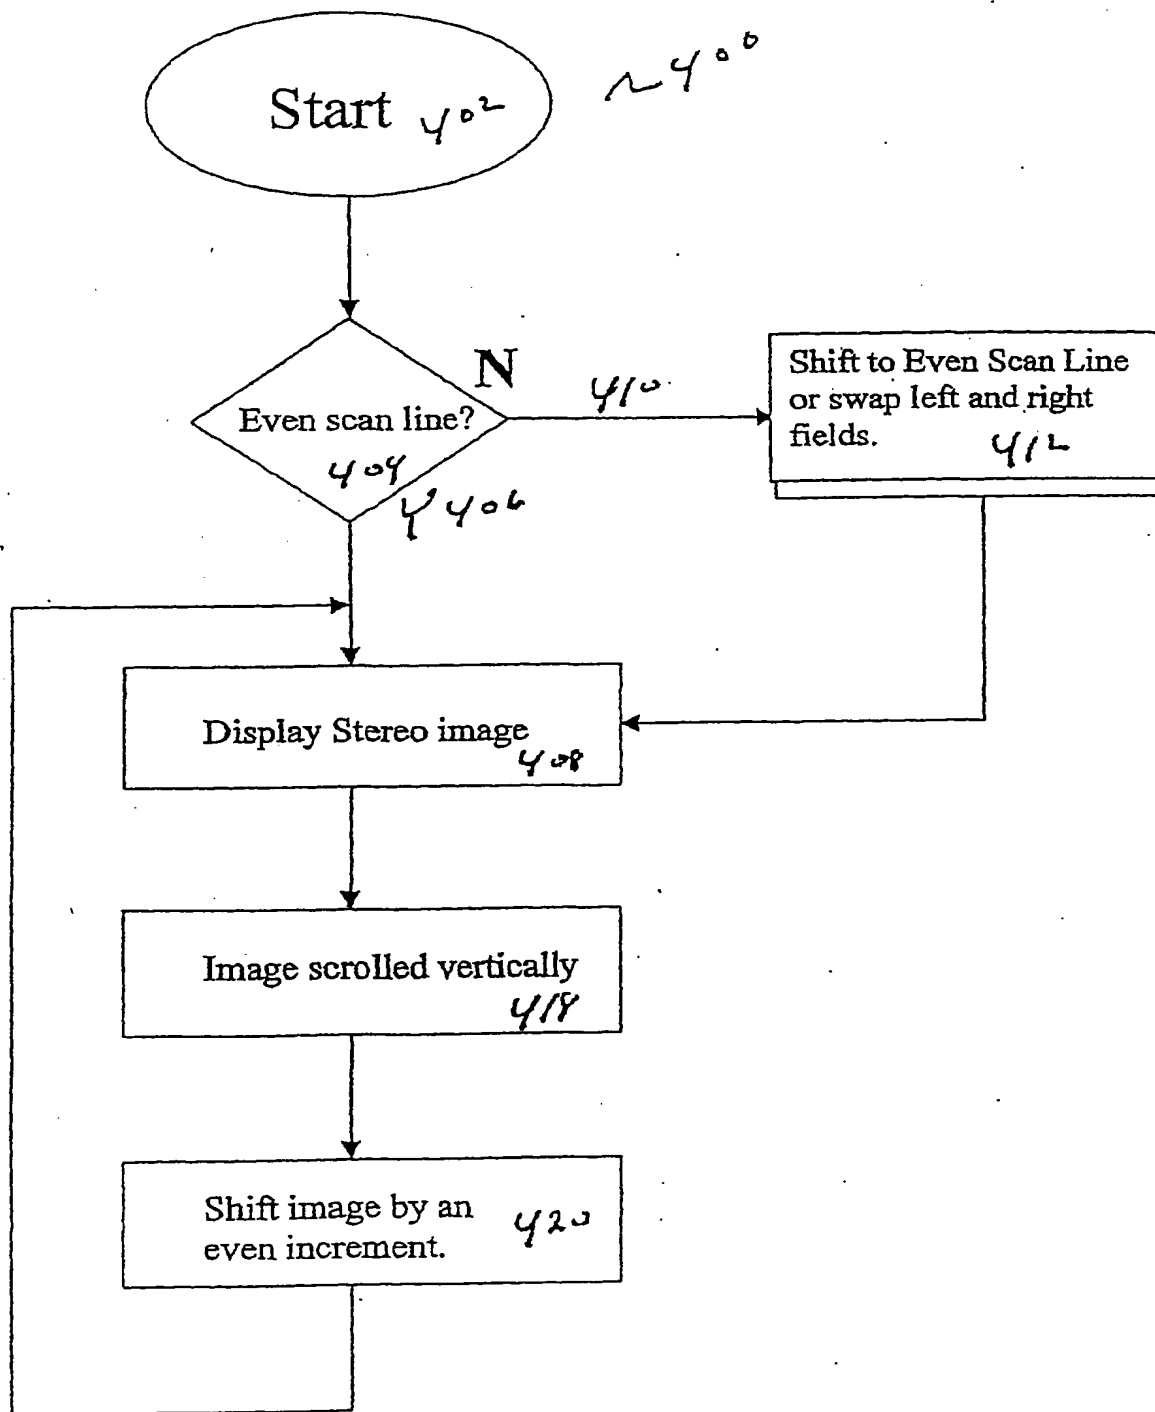 ~400
Start 402
Even scan line?
404
N
410
Y 406
Shift to Even Scan Line
or swap left and right
fields.
412
Display Stereo image
408
Image scrolled vertically
418
Shift image by an
even increment.
420